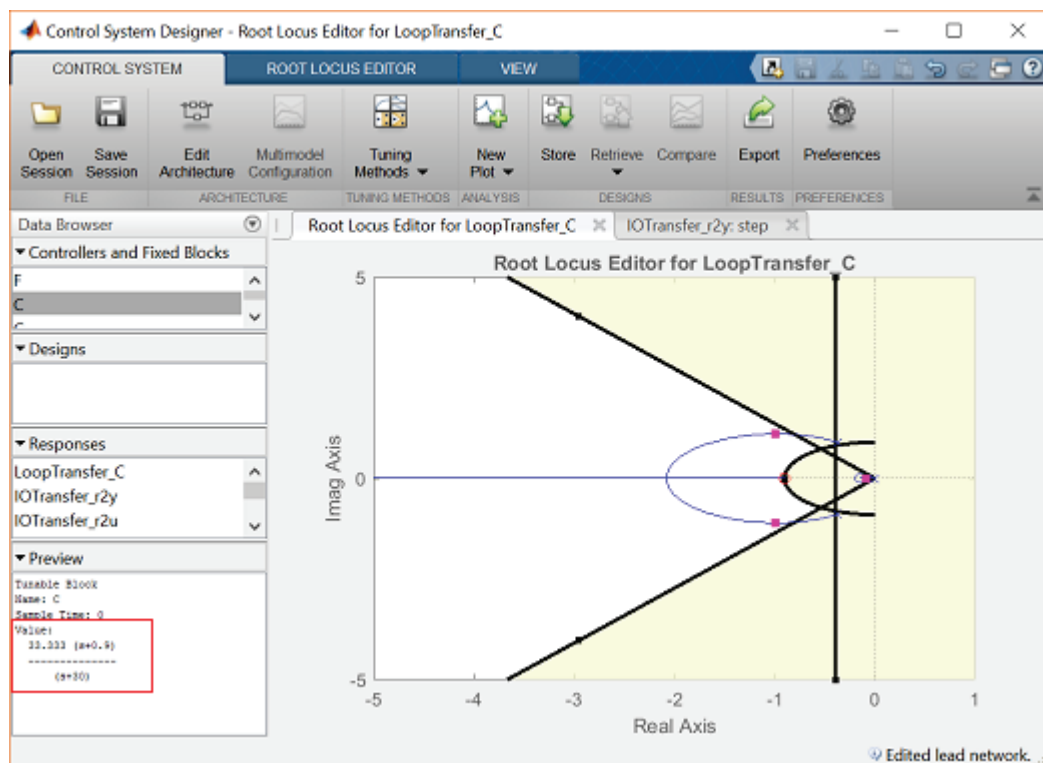 Control System Designer - Root Locus Editor for LoopTransfer_C
CONTROL SYSTEM
ROOT LOCUS EDITOR
VIEW
Open Session
Save Session
Edit Architecture
Multimodel Configuration
Tuning Methods
New Plot
Store
Retrieve
Compare
Export
Preferences
FILE
ARCHITECTURE
TUNING METHODS
ANALYSIS
DESIGNS
RESULTS
PREFERENCES
Data Browser
Root Locus Editor for LoopTransfer_C
IOTransfer_r2y: step
Controllers and Fixed Blocks
F
C
Designs
Responses
LoopTransfer_C
IOTransfer_r2y
IOTransfer_r2u
Preview
Tunable Block
Name: C
Sample Time: 0
Value:
33.333 (s+0.9)
--------------
(s+30)
Root Locus Editor for LoopTransfer_C
5
0
-5
Imag Axis
-5
-4
-3
-2
-1
0
1
Real Axis
Edited lead network.